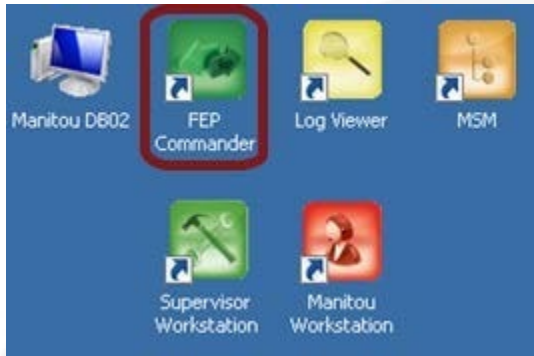 Manitou DB02
FEP
Commander
Log Viewer
MSM
Supervisor
Workstation
Manitou
Workstation